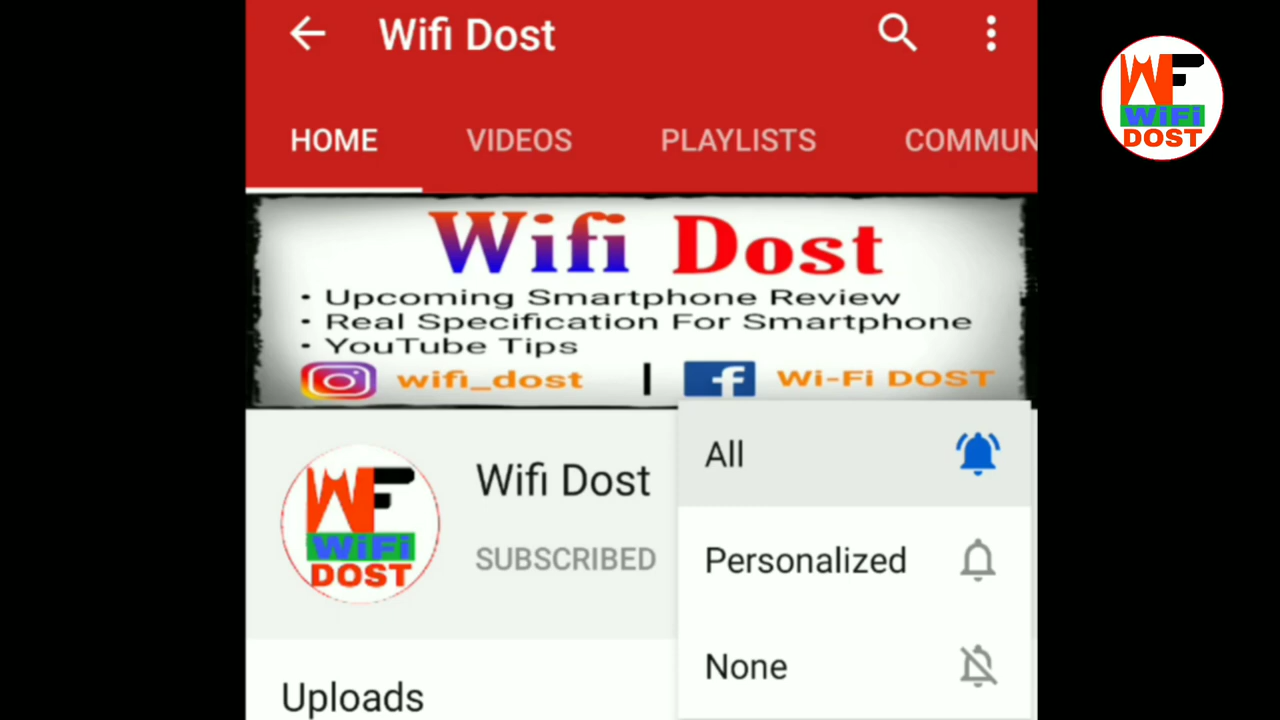 Wifi Dost
HOME VIDEOS PLAYLISTS COMMUN
WF
WiFi
DOST
Wifi Dost
• Upcoming Smartphone Review
• Real Specification For Smartphone
• YouTube Tips
wifi_dost | Wi-Fi DOST
WF
WiFi
DOST
Wifi Dost
SUBSCRIBED
All
Personalized
None
Uploads